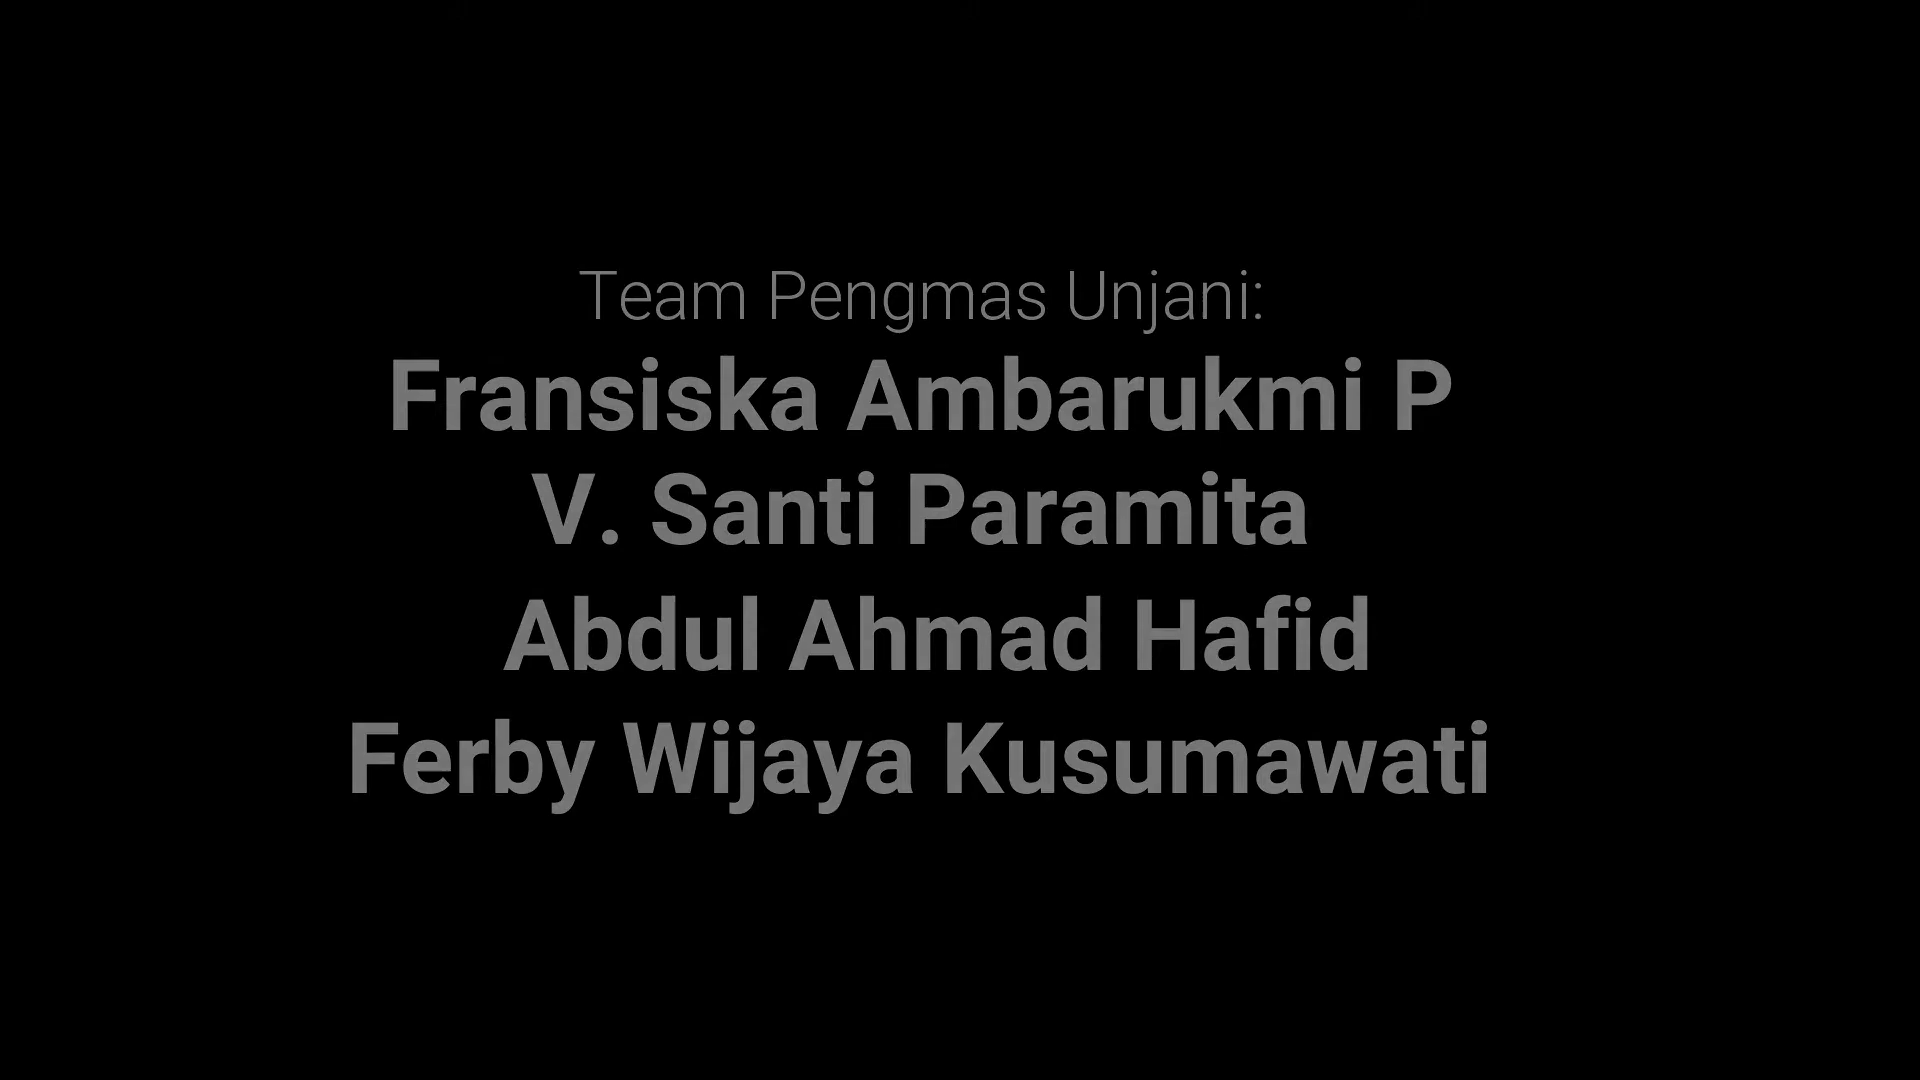 Team Pengmas Unjani:
Fransiska Ambarukmi P
V. Santi Paramita
Abdul Ahmad Hafid
Ferby Wijaya Kusumawati